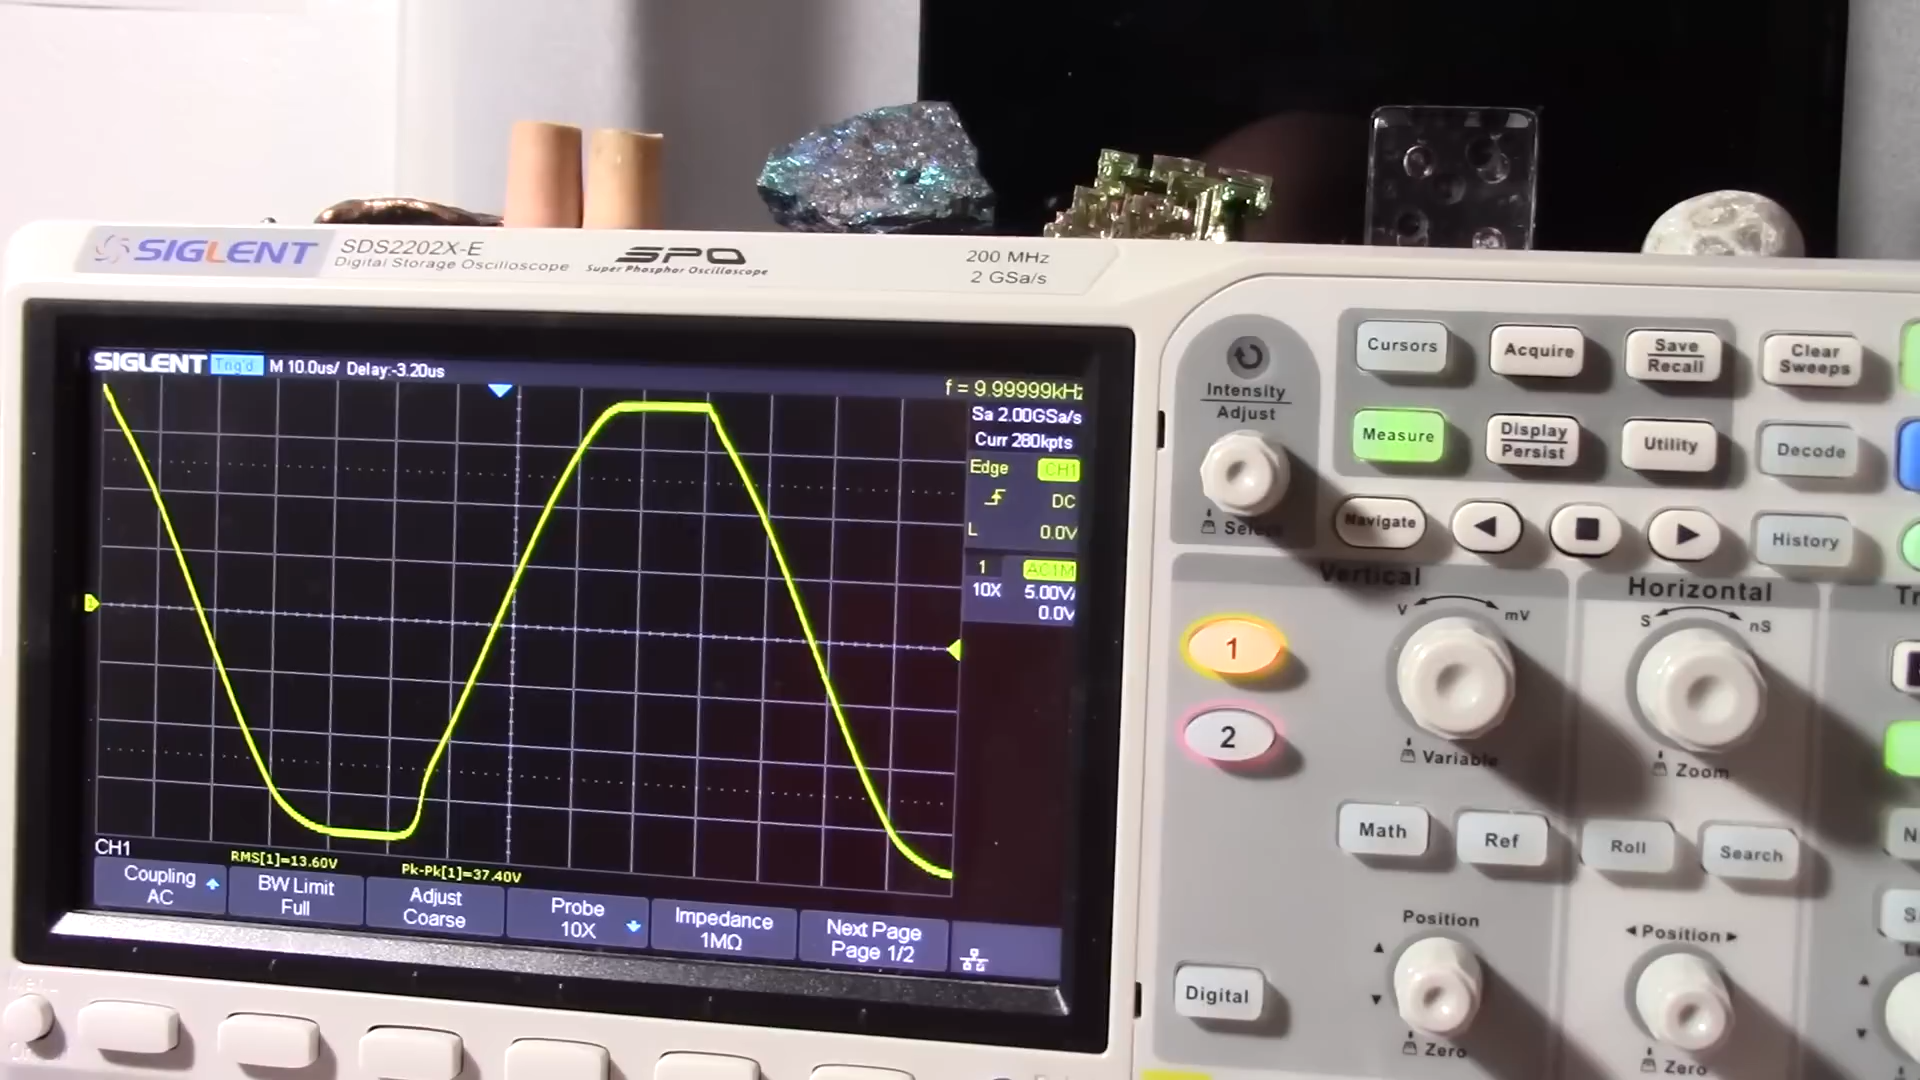 SIGLENT SDS2202X-E
Digital Storage Oscilloscope
SPO
Super Phosphor Oscilloscope
200 MHz
2 GSa/s
SIGLENT Trig'd M 10.0us/ Delay:-3.20us
f = 9.99999kHz
Sa 2.00GSa/s
Curr 280kpts
Edge CH1
DC
L 0.0V
1 AC1M
10X 5.00V/
0.0V
1
CH1
RMS[1]=13.60V Pk-Pk[1]=37.40V
Coupling
AC
BW Limit
Full
Adjust
Coarse
Probe
10X
Impedance
1MΩ
Next Page
Page 1/2
Intensity
Adjust
Select
Cursors
Acquire
Save
Recall
Clear
Sweeps
Measure
Display
Persist
Utility
Decode
Navigate
History
Vertical
V mV
Variable
1
2
Horizontal
S nS
Zoom
Math
Ref
Roll
Search
Digital
Position
Zero
Position
Zero